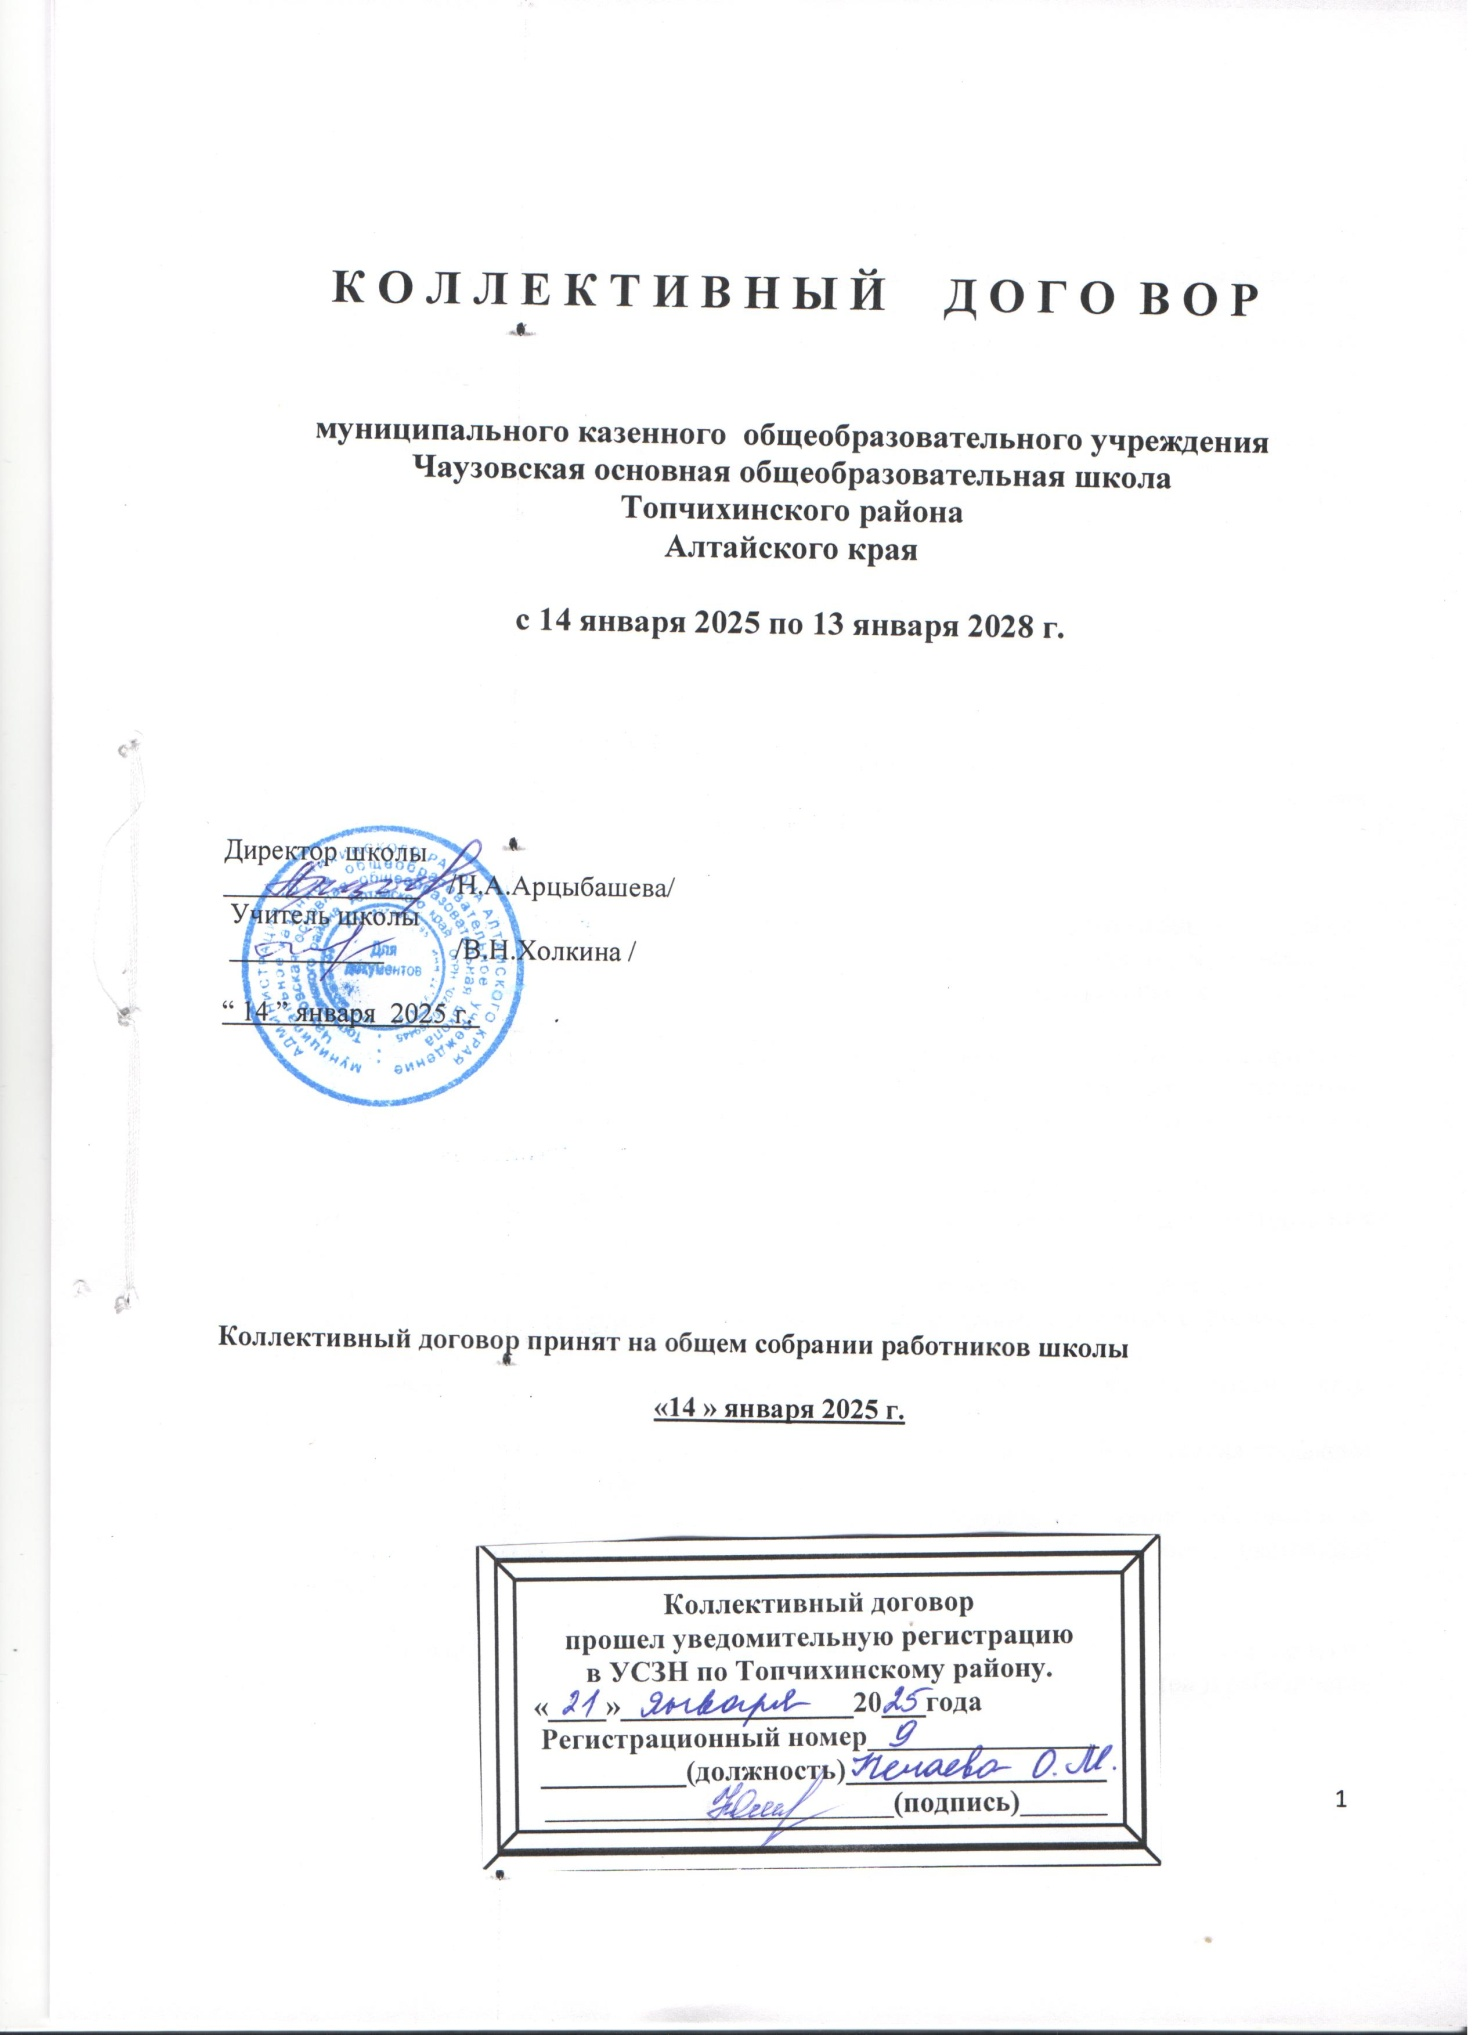 К О Л Л Е К Т И В Н Ы Й Д О Г О В О Р
муниципального казенного общеобразовательного учреждения
Чаузовская основная общеобразовательная школа
Топчихинского района
Алтайского края
с 14 января 2025 по 13 января 2028 г.
Директор школы
/Н.А.Арцыбашева/
Учитель школы
/В.Н.Холкина /
Для
документов
“ 14 ” января 2025 г.
Коллективный договор принят на общем собрании работников школы
«14 » января 2025 г.
Коллективный договор
прошел уведомительную регистрацию
в УСЗН по Топчихинскому району.
« 21 » января 2025 года
Регистрационный номер 9
(должность) О.М.
(подпись)
1